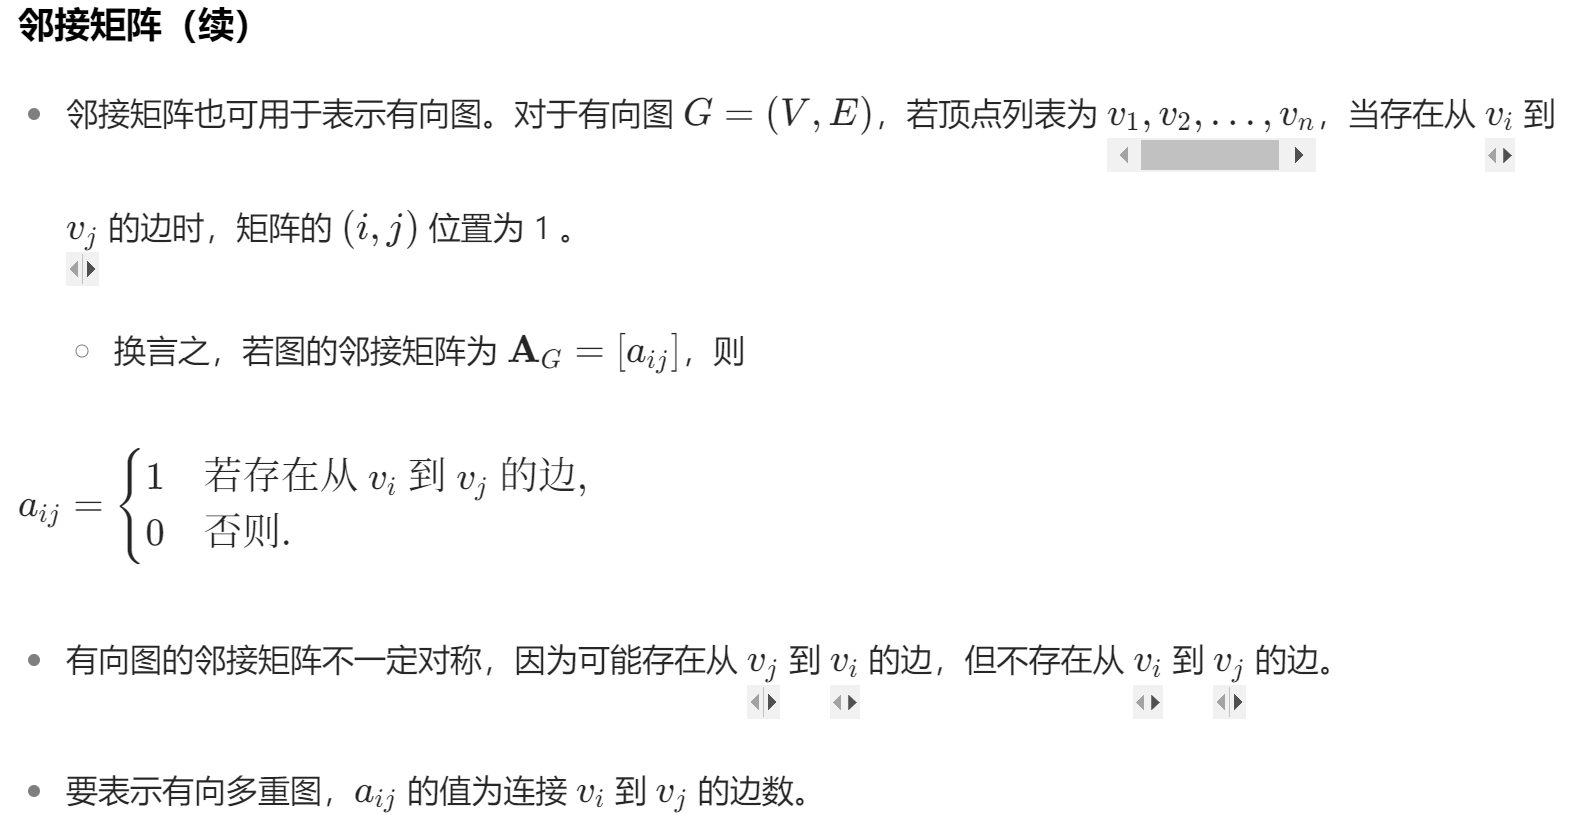 邻接矩阵（续）
邻接矩阵也可用于表示有向图。对于有向图 G = (V, E)，若顶点列表为 v₁, v₂, . . . , vₙ，当存在从 vᵢ 到
vⱼ 的边时，矩阵的 (i, j) 位置为 1 。
换言之，若图的邻接矩阵为 A_G = [aᵢⱼ]，则
aᵢⱼ = { 1 若存在从 vᵢ 到 vⱼ 的边,
0 否则.
有向图的邻接矩阵不一定对称，因为可能存在从 vⱼ 到 vᵢ 的边，但不存在从 vᵢ 到 vⱼ 的边。
要表示有向多重图，aᵢⱼ 的值为连接 vᵢ 到 vⱼ 的边数。